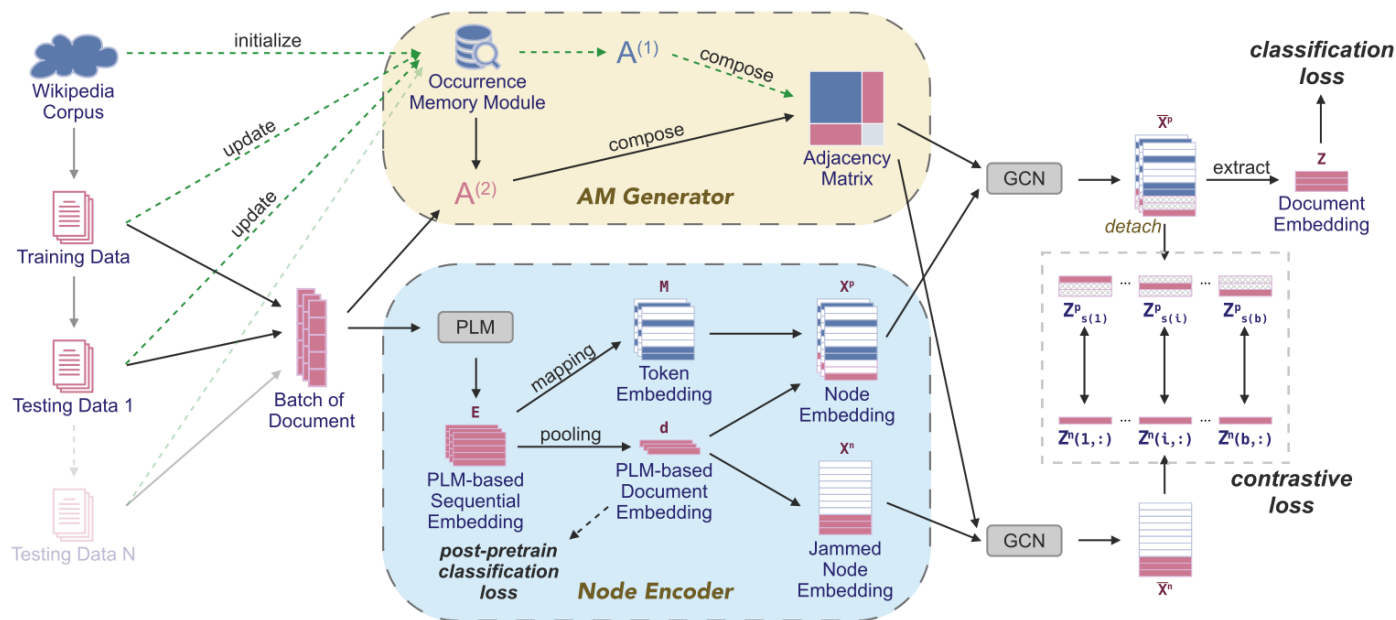 initialize
Wikipedia
Corpus
update
update
Training Data
Testing Data 1
Testing Data N
Batch of
Document
Occurrence
Memory Module
A(1)
compose
compose
A(2)
Adjacency
Matrix
AM Generator
PLM
mapping
M
Token
Embedding
Xᵖ
Node
Embedding
E
PLM-based
Sequential
Embedding
pooling
d
PLM-based
Document
Embedding
Xⁿ
Jammed
Node
Embedding
post-pretrain
classification
loss
Node Encoder
GCN
GCN
X̅ᵖ
extract
detach
classification
loss
Z
Document
Embedding
... ...
Zᵖs(1) Zᵖs(i) Zᵖs(b)
... ...
Zⁿ(1,:) Zⁿ(i,:) Zⁿ(b,:)
contrastive
loss
X̅ⁿ